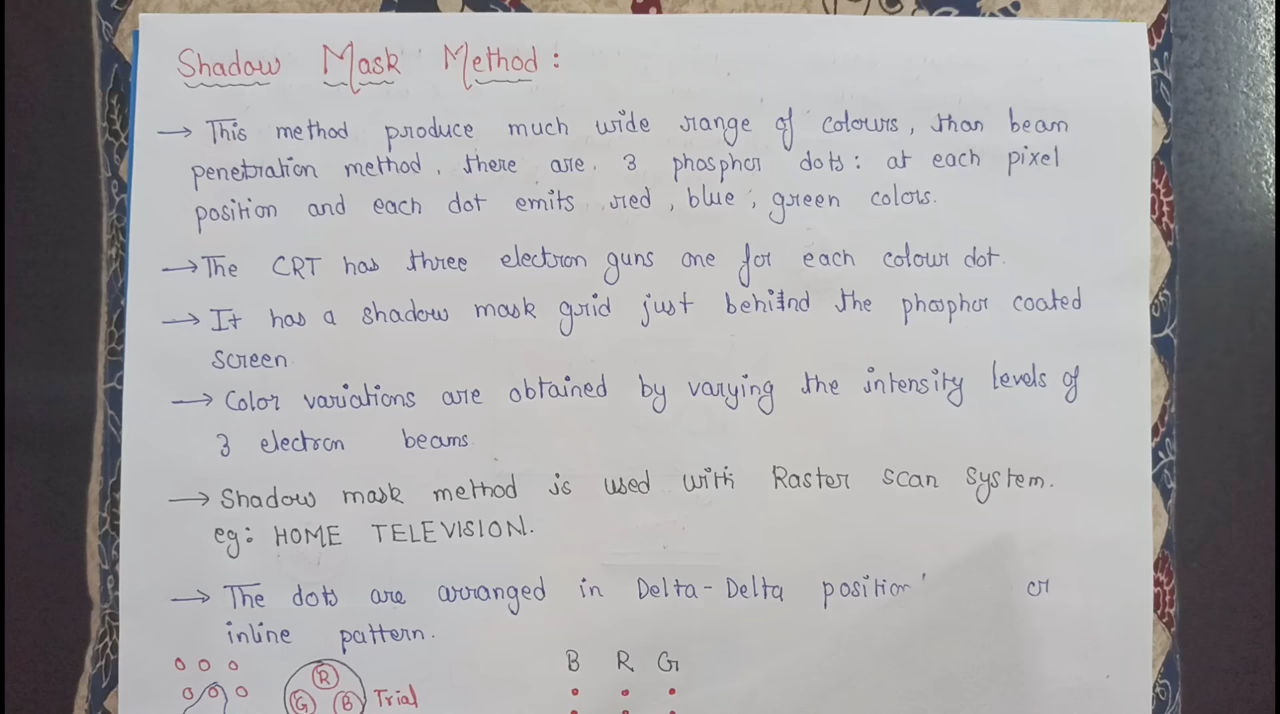 Shadow Mask Method:
→ This method produce much wide range of colours, than beam
penetration method. there are 3 phosphor dots: at each pixel
position and each dot emits red, blue, green colors.
→ The CRT has three electron guns one for each colour dot.
→ It has a shadow mask grid just behind the phosphor coated
screen.
→ Color variations are obtained by varying the intensity levels of
3 electron beams.
→ Shadow mask method is used with Raster scan system.
eg: HOME TELEVISION.
→ The dots are arranged in Delta-Delta position or
inline pattern.
B R G
R
G B Trial